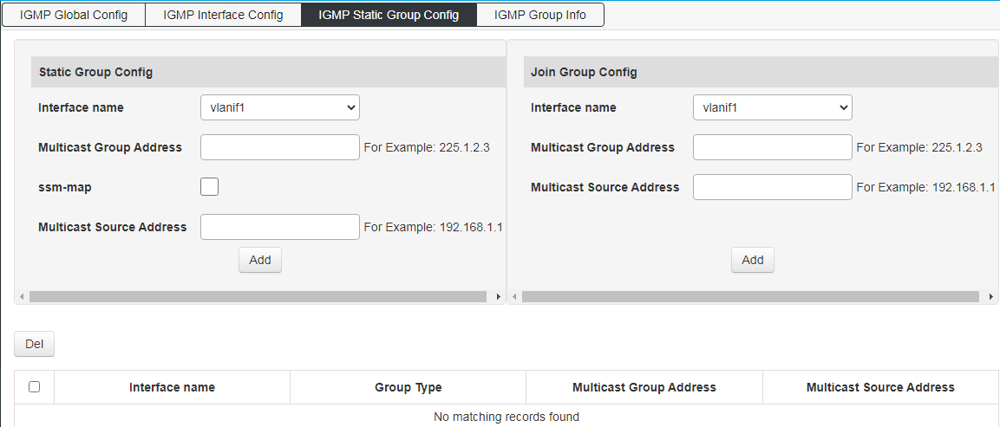 IGMP Global Config IGMP Interface Config IGMP Static Group Config IGMP Group Info
Static Group Config
Interface name vlanif1
Multicast Group Address For Example: 225.1.2.3
ssm-map
Multicast Source Address For Example: 192.168.1.1
Add
Join Group Config
Interface name vlanif1
Multicast Group Address For Example: 225.1.2.3
Multicast Source Address For Example: 192.168.1.1
Add
Del
Interface name Group Type Multicast Group Address Multicast Source Address
No matching records found